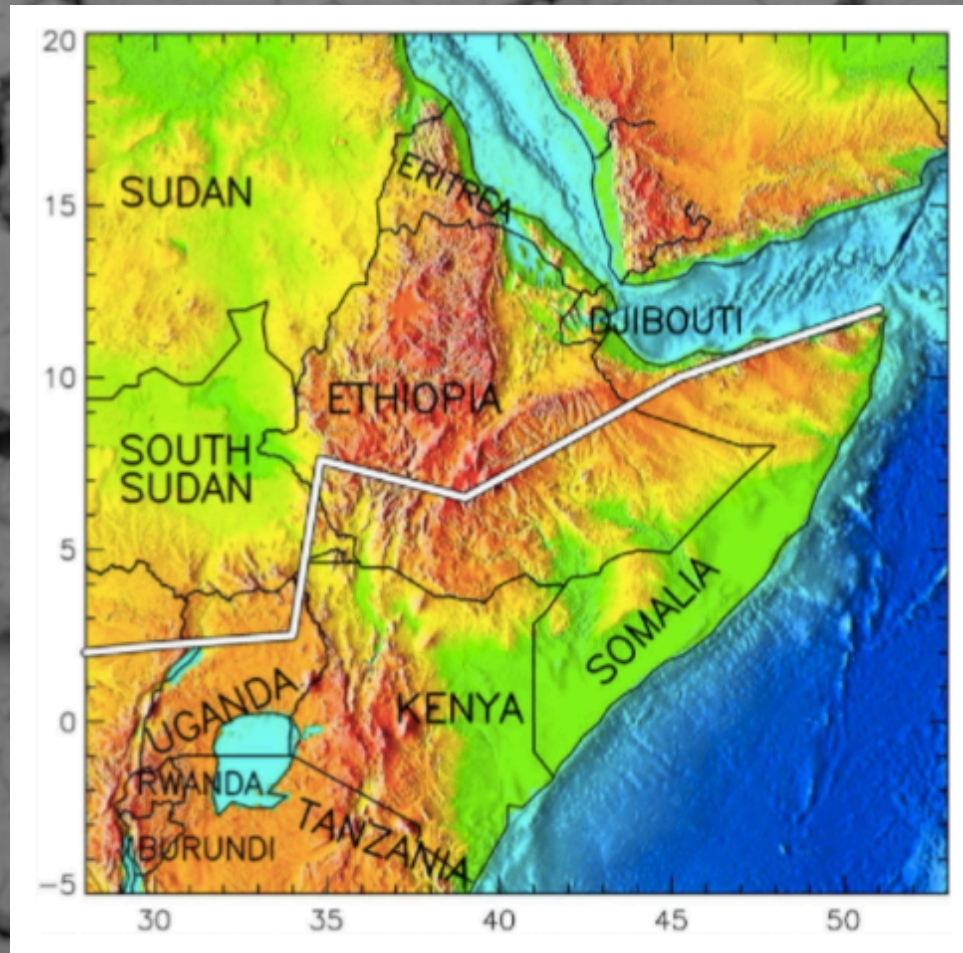 20
15
10
5
0
−5
30
35
40
45
50
SUDAN
ERITREA
DJIBOUTI
ETHIOPIA
SOUTH
SUDAN
SOMALIA
UGANDA
KENYA
RWANDA
TANZANIA
BURUNDI